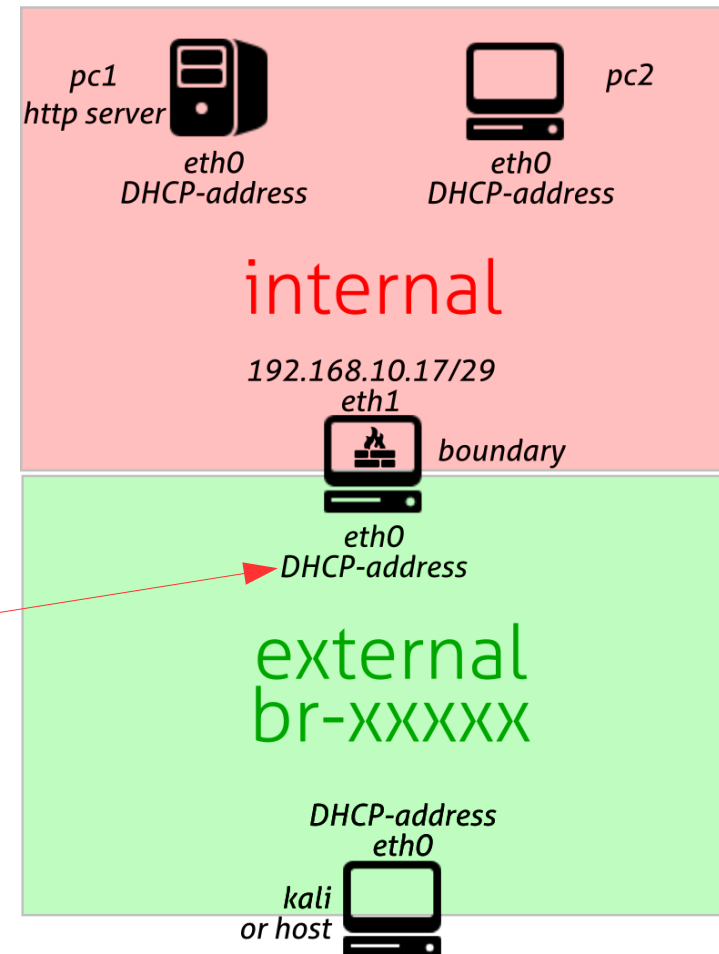 pc1
http server
pc2
eth0
DHCP-address
eth0
DHCP-address
internal
192.168.10.17/29
eth1
boundary
eth0
DHCP-address
external
br-xxxxx
DHCP-address
eth0
kali
or host